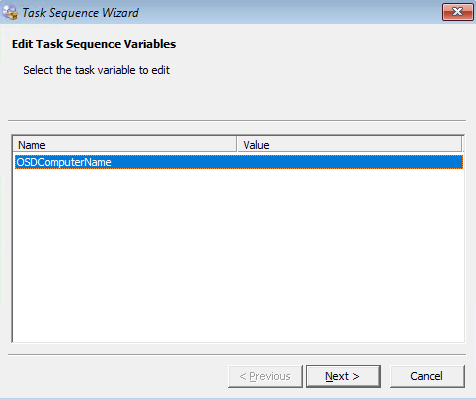 Task Sequence Wizard
Edit Task Sequence Variables
Select the task variable to edit
Name Value
OSDComputerName
< Previous Next > Cancel